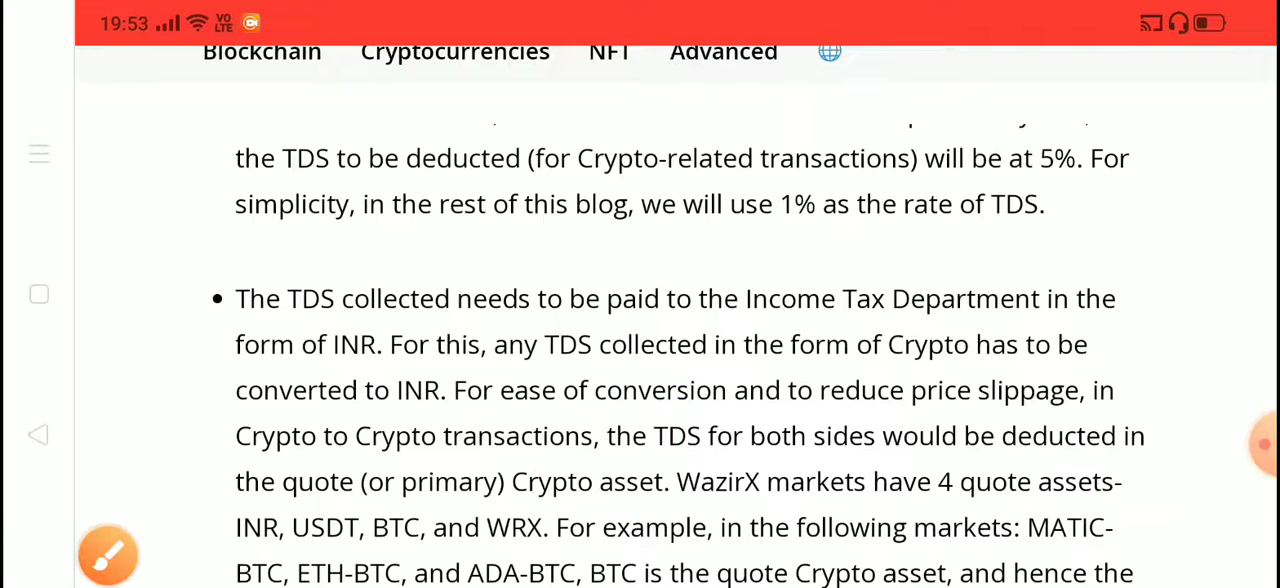 19:53 VO LTE
Blockchain Cryptocurrencies NFT Advanced
the TDS to be deducted (for Crypto-related transactions) will be at 5%. For
simplicity, in the rest of this blog, we will use 1% as the rate of TDS.
• The TDS collected needs to be paid to the Income Tax Department in the
form of INR. For this, any TDS collected in the form of Crypto has to be
converted to INR. For ease of conversion and to reduce price slippage, in
Crypto to Crypto transactions, the TDS for both sides would be deducted in
the quote (or primary) Crypto asset. WazirX markets have 4 quote assets-
INR, USDT, BTC, and WRX. For example, in the following markets: MATIC-
BTC, ETH-BTC, and ADA-BTC, BTC is the quote Crypto asset, and hence the